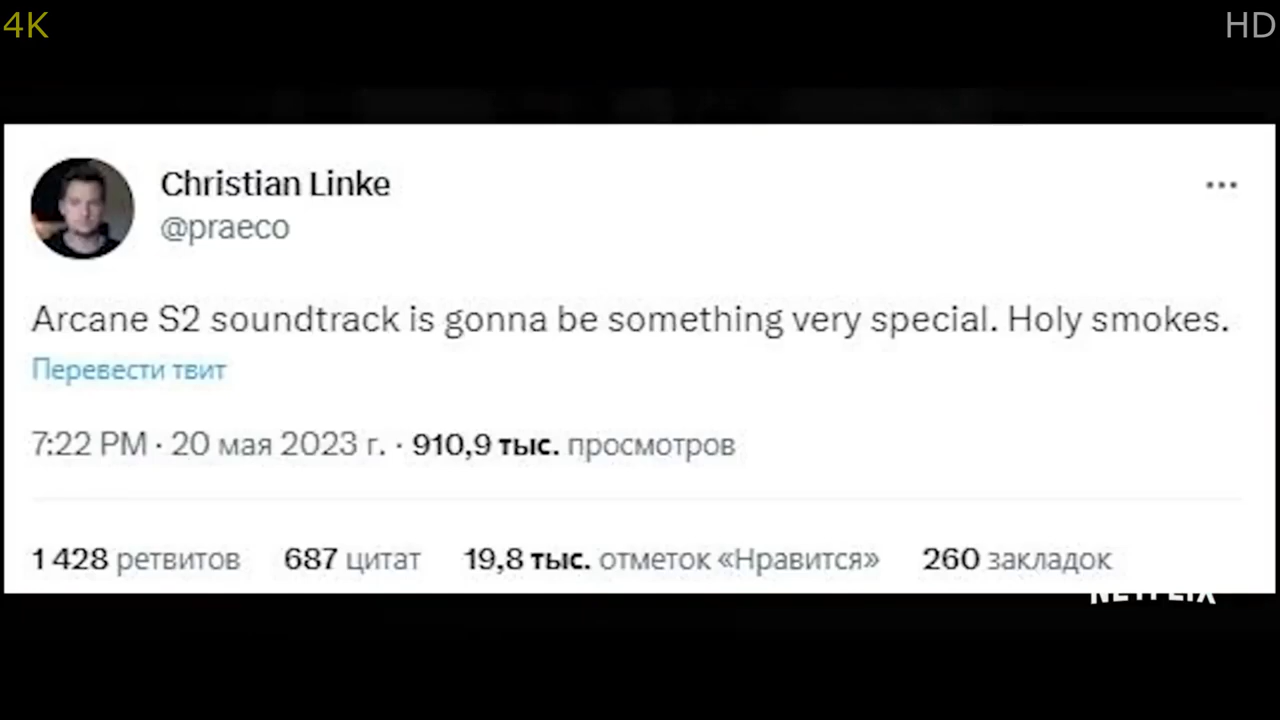 4K
HD
Christian Linke
@praeco
Arcane S2 soundtrack is gonna be something very special. Holy smokes.
Перевести твит
7:22 PM · 20 мая 2023 г. · 910,9 тыс. просмотров
1 428 ретвитов 687 цитат 19,8 тыс. отметок «Нравится» 260 закладок
NETFLIX